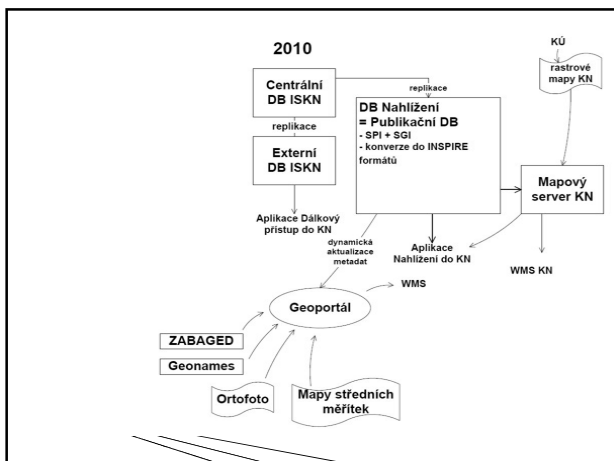 2010
KÚ
rastrové
mapy KN
Centrální
DB ISKN
replikace
replikace
DB Nahlížení
= Publikační DB
- SPI + SGI
- konverze do INSPIRE
formátů
Externí
DB ISKN
Mapový
server KN
Aplikace Dálkový
přístup do KN
dynamická
aktualizace
metadat
Aplikace
Nahlížení do KN
WMS KN
WMS
Geoportál
ZABAGED
Geonames
Ortofoto
Mapy středních
měřítek